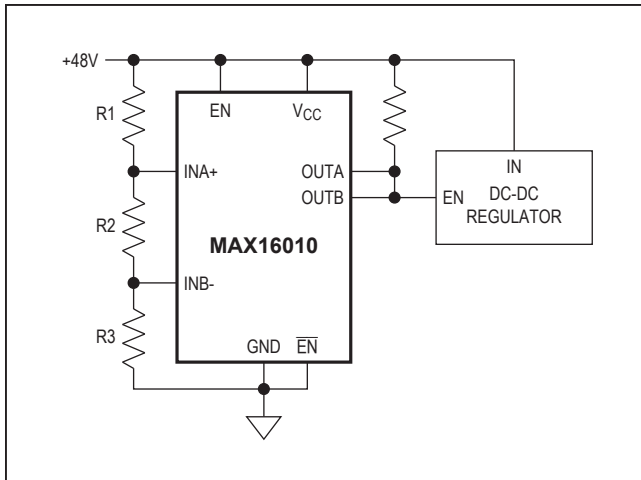 +48V
R1
EN
VCC
INA+
OUTA
IN
OUTB
EN
DC-DC
REGULATOR
R2
MAX16010
INB-
R3
GND
EN